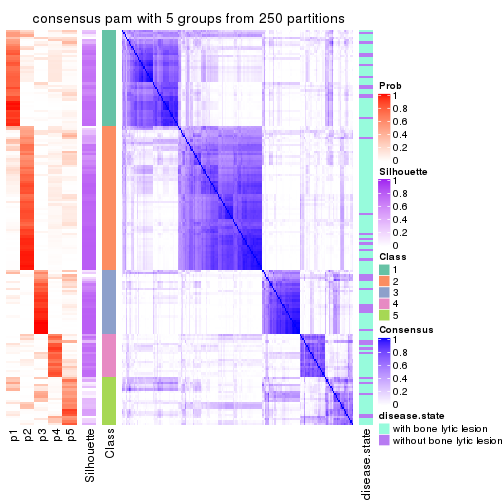 consensus pam with 5 groups from 250 partitions
Prob
1
0.8
0.6
0.4
0.2
0
Silhouette
1
0.8
0.6
0.4
0.2
0
Class
1
2
3
4
5
Consensus
1
0.8
0.6
0.4
0.2
0
disease.state
with bone lytic lesion
without bone lytic lesion
p1
p2
p3
p4
p5
Silhouette
Class
disease.state